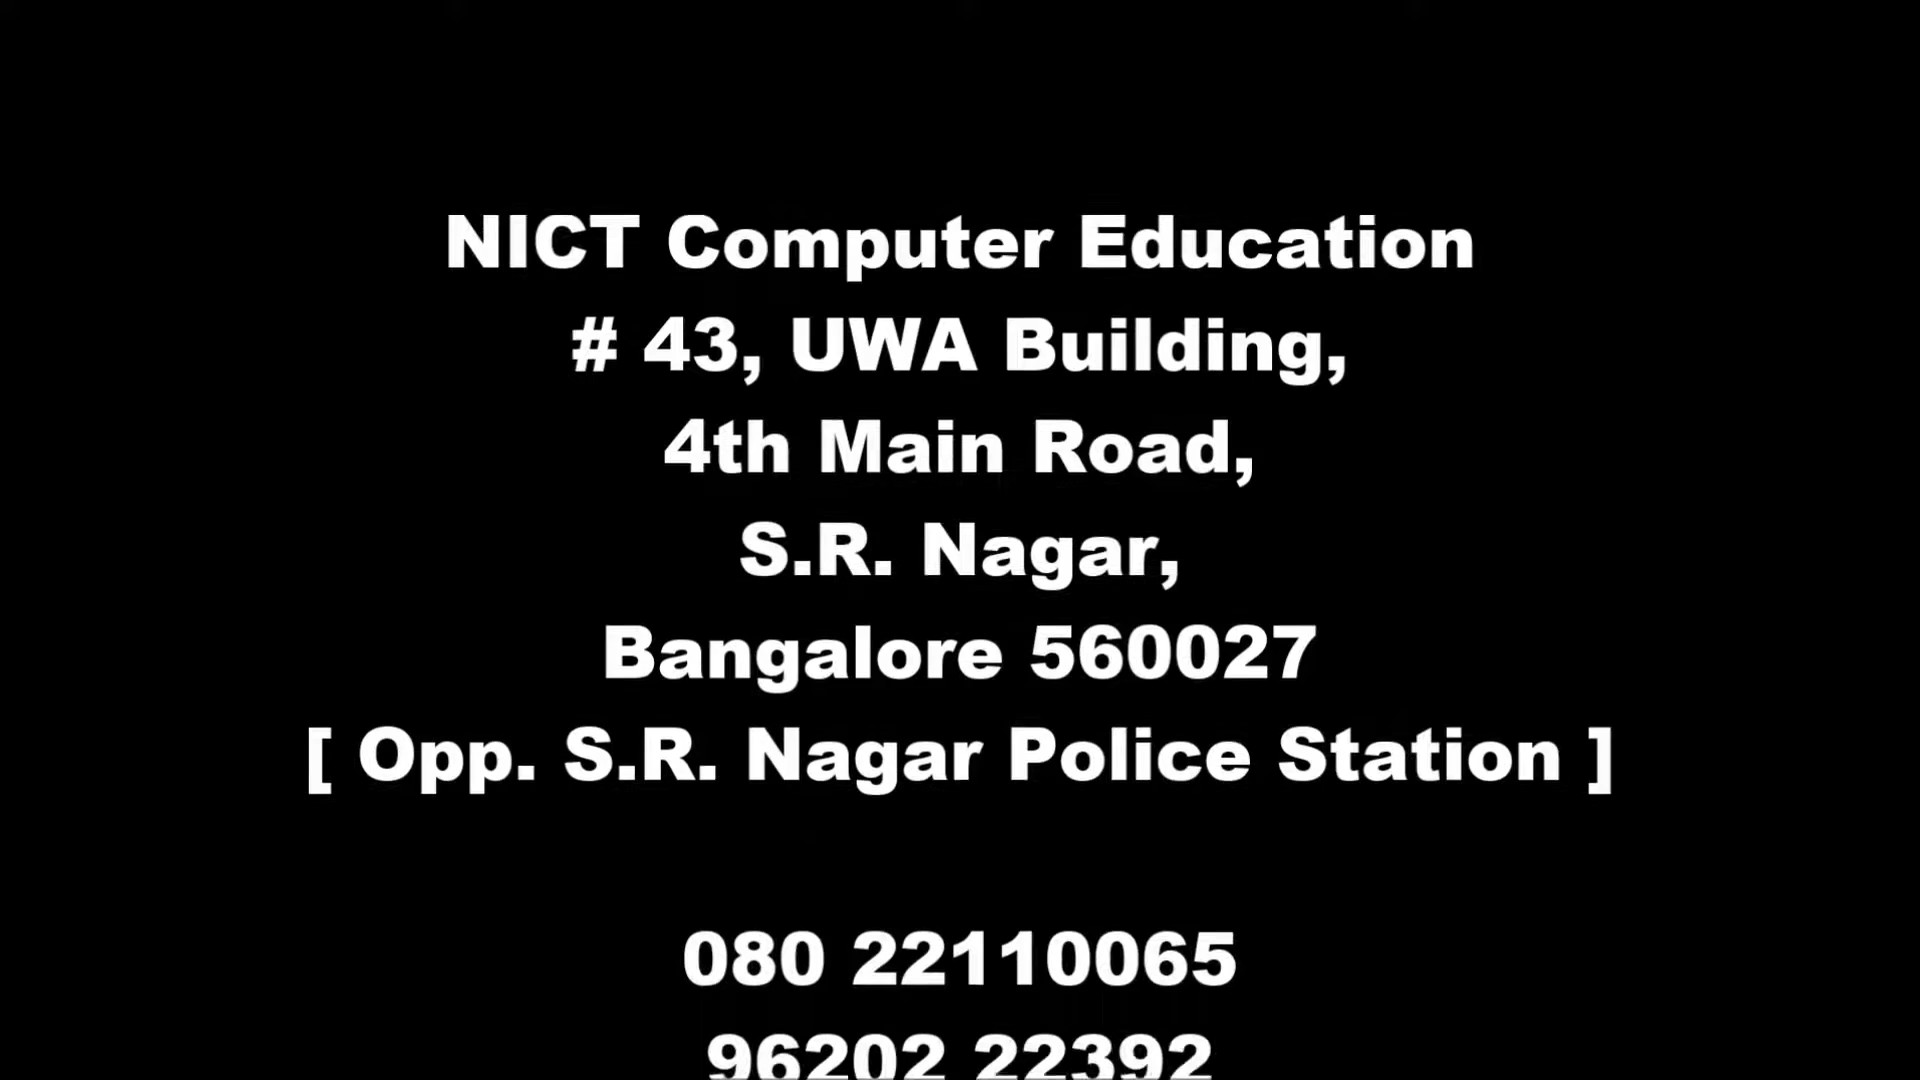 NICT Computer Education
# 43, UWA Building,
4th Main Road,
S.R. Nagar,
Bangalore 560027
[ Opp. S.R. Nagar Police Station ]
080 22110065
96202 22392